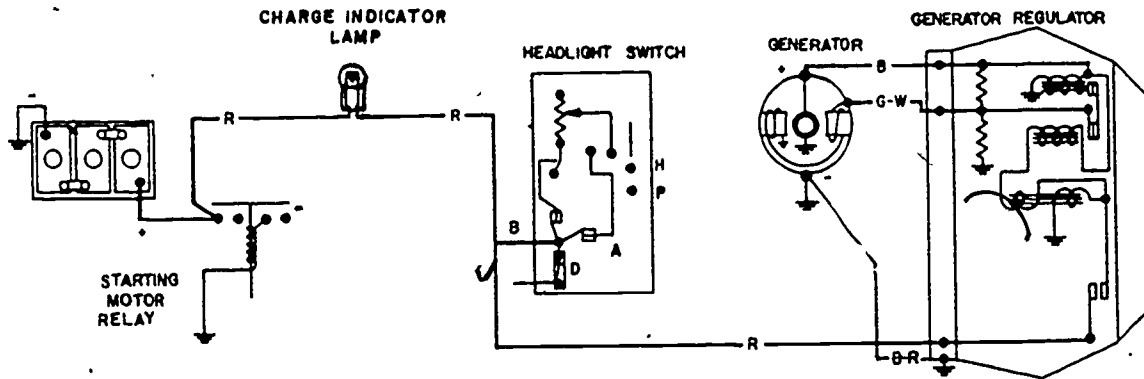 CHARGE INDICATOR
LAMP
GENERATOR REGULATOR
HEADLIGHT SWITCH
GENERATOR
R
R
B
G-W
H
P
B
A
D
STARTING
MOTOR
RELAY
R
B-R